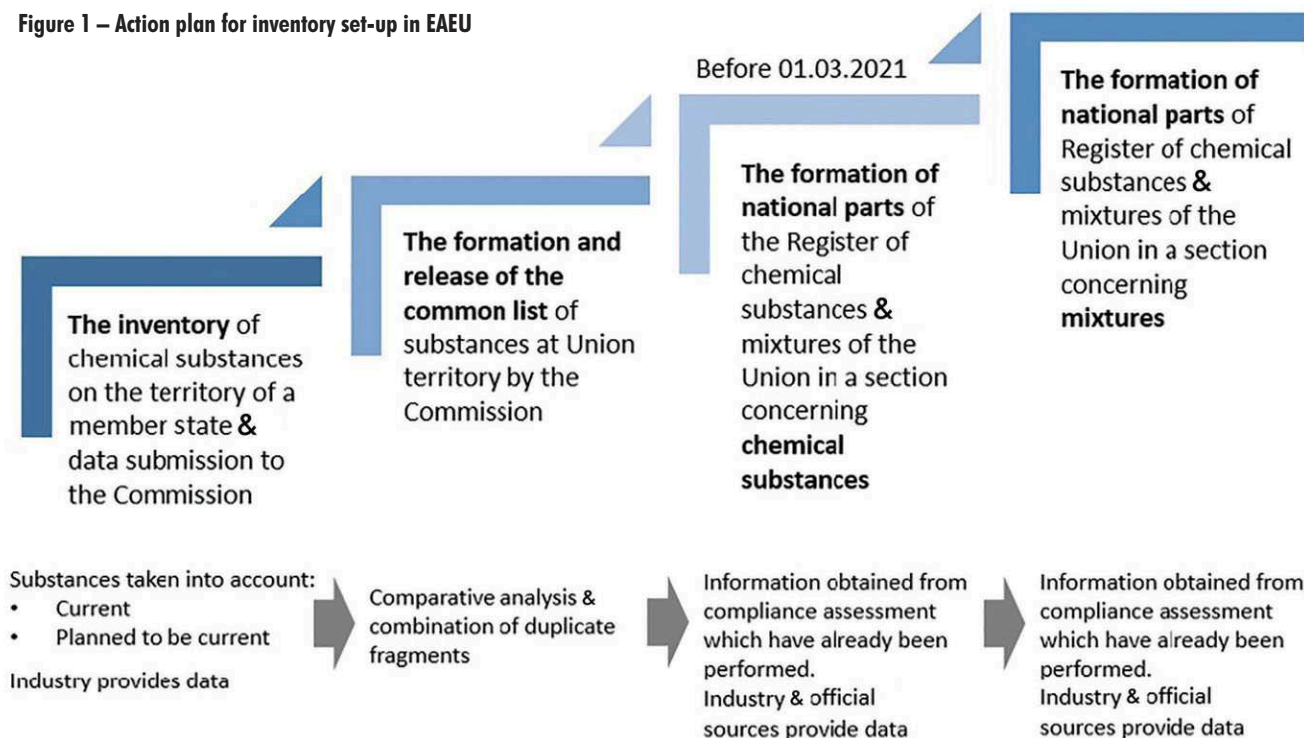 Figure 1 – Action plan for inventory set-up in EAEU
The inventory of
chemical substances
on the territory of a
member state &
data submission to
the Commission
The formation and
release of the
common list of
substances at Union
territory by the
Commission
Before 01.03.2021
The formation of
national parts of
the Register of
chemical
substances &
mixtures of the
Union in a section
concerning
chemical
substances
The formation of
national parts of
Register of chemical
substances &
mixtures of the
Union in a section
concerning
mixtures
Substances taken into account:
• Current
• Planned to be current
Industry provides data
Comparative analysis &
combination of duplicate
fragments
Information obtained from
compliance assessment
which have already been
performed.
Industry & official
sources provide data
Information obtained from
compliance assessment
which have already been
performed.
Industry & official
sources provide data